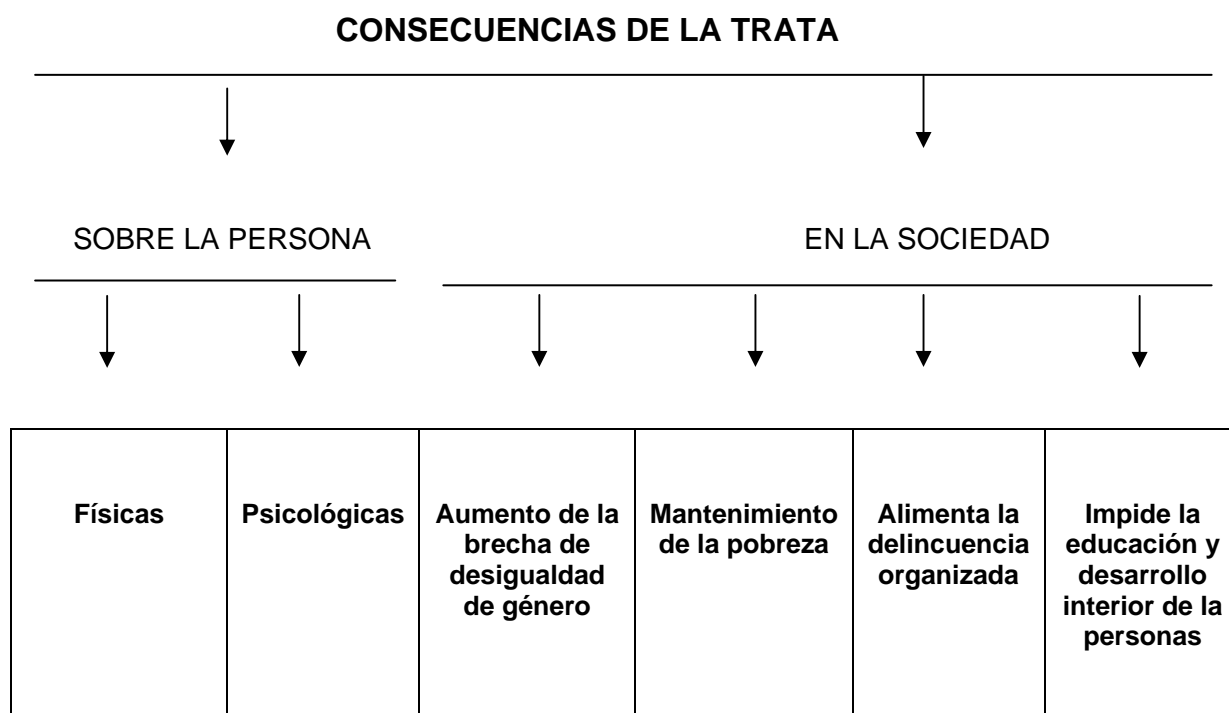 CONSECUENCIAS DE LA TRATA
SOBRE LA PERSONA
EN LA SOCIEDAD
Físicas
Psicológicas
Aumento de la
brecha de
desigualdad
de género
Mantenimiento
de la pobreza
Alimenta la
delincuencia
organizada
Impide la
educación y
desarrollo
interior de la
personas